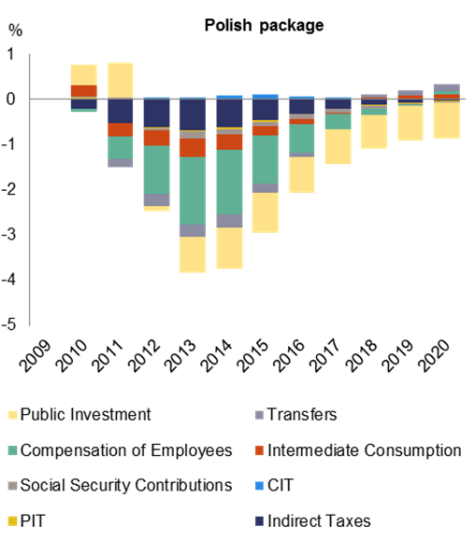 Polish package
%
1
0
-1
-2
-3
-4
-5
2009 2010 2011 2012 2013 2014 2015 2016 2017 2018 2019 2020
Public Investment Transfers
Compensation of Employees Intermediate Consumption
Social Security Contributions CIT
PIT Indirect Taxes